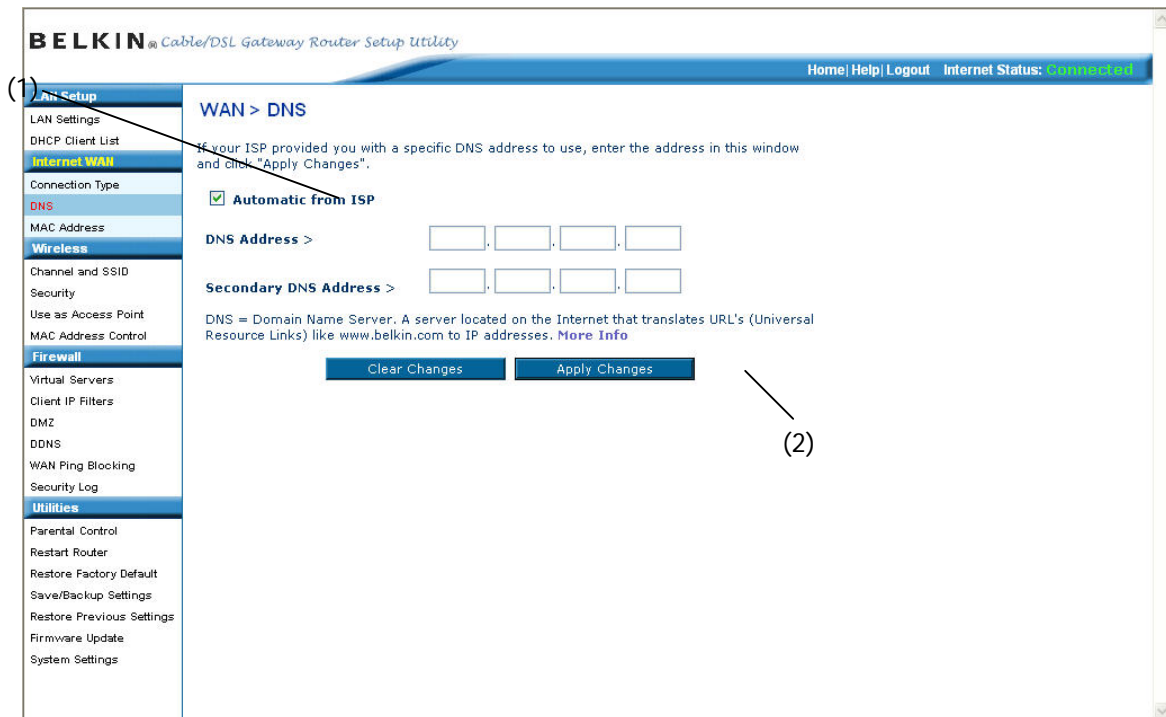 BELKIN® Cable/DSL Gateway Router Setup Utility
Home| Help| Logout Internet Status: Connected
(1)
LAN Setup
LAN Settings
DHCP Client List
Internet WAN
Connection Type
DNS
MAC Address
Wireless
Channel and SSID
Security
Use as Access Point
MAC Address Control
Firewall
Virtual Servers
Client IP Filters
DMZ
DDNS
WAN Ping Blocking
Security Log
Utilities
Parental Control
Restart Router
Restore Factory Default
Save/Backup Settings
Restore Previous Settings
Firmware Update
System Settings
WAN > DNS
If your ISP provided you with a specific DNS address to use, enter the address in this window
and click "Apply Changes".
Automatic from ISP
DNS Address > . . .
Secondary DNS Address > . . .
DNS = Domain Name Server. A server located on the Internet that translates URL's (Universal
Resource Links) like www.belkin.com to IP addresses. More Info
Clear Changes Apply Changes
(2)